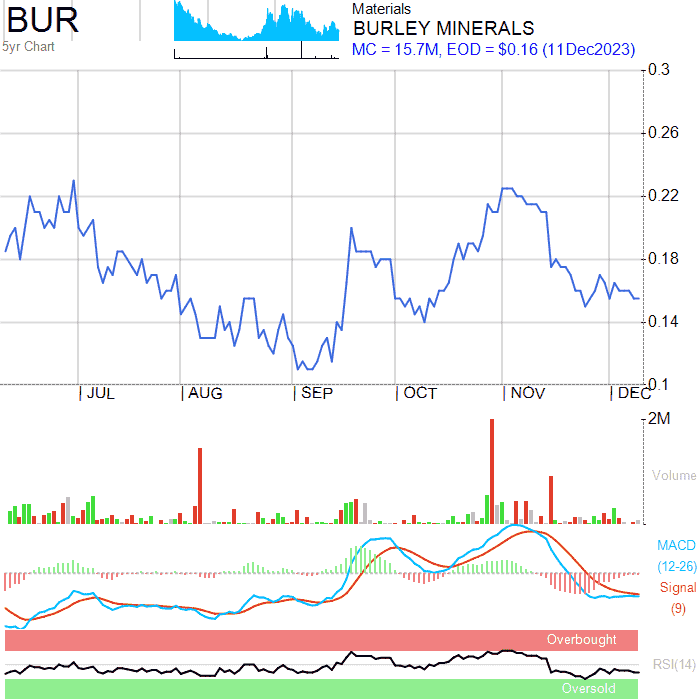 BUR
5yr Chart
Materials
BURLEY MINERALS
MC = 15.7M, EOD = $0.16 (11Dec2023)
0.3
0.26
0.22
0.18
0.14
0.1
JUL AUG SEP OCT NOV DEC
2M
Volume
MACD
(12-26)
Signal
(9)
Overbought
RSI(14)
Oversold